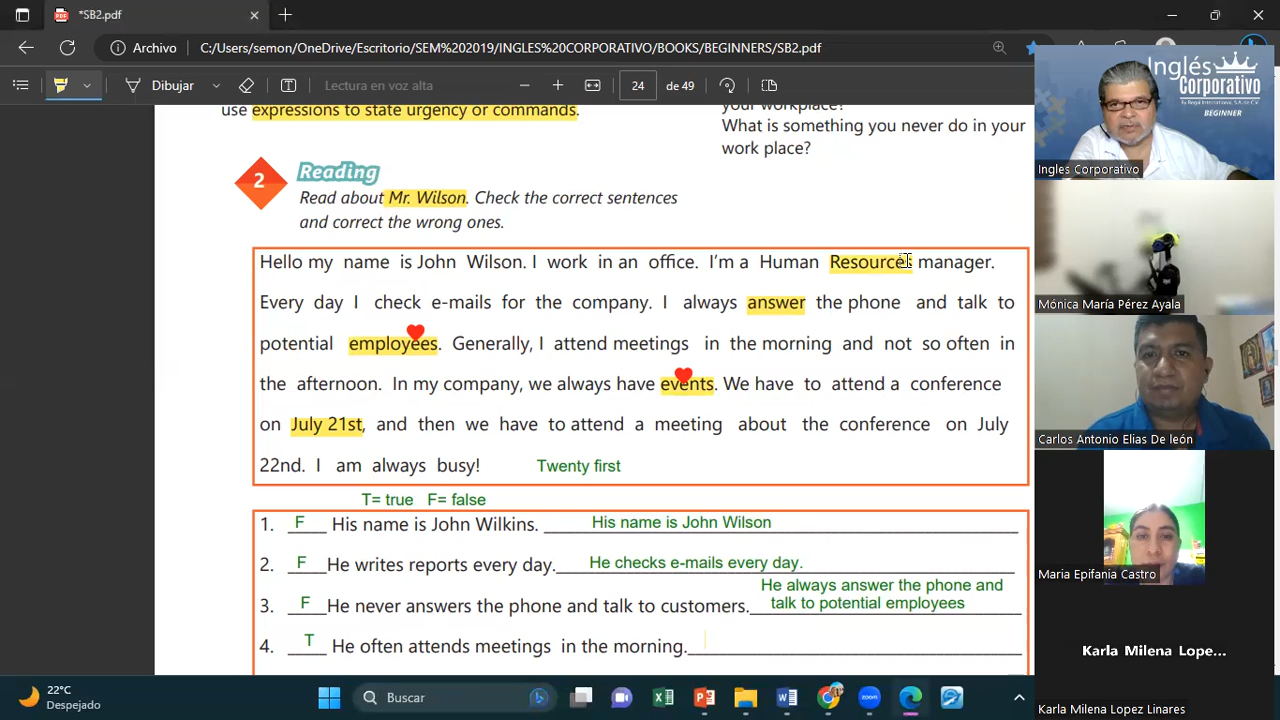 *SB2.pdf
Archivo C:/Users/semon/OneDrive/Escritorio/SEM%202019/INGLES%20CORPORATIVO/BOOKS/BEGINNERS/SB2.pdf
Dibujar Lectura en voz alta 24 de 49
use expressions to state urgency or commands.
your workplace?
What is something you never do in your
work place?
2 Reading
Read about Mr. Wilson. Check the correct sentences
and correct the wrong ones.
Hello my name is John Wilson. I work in an office. I'm a Human Resources manager.
Every day I check e-mails for the company. I always answer the phone and talk to
potential employees. Generally, I attend meetings in the morning and not so often in
the afternoon. In my company, we always have events. We have to attend a conference
on July 21st, and then we have to attend a meeting about the conference on July
22nd. I am always busy! Twenty first
T= true F= false
1. F His name is John Wilkins. His name is John Wilson
2. F He writes reports every day. He checks e-mails every day.
He always answer the phone and
3. F He never answers the phone and talk to customers. talk to potential employees
4. T He often attends meetings in the morning.
Inglés
Corporativo
By Regal International, S.A. de C.V.
BEGINNER
Ingles Corporativo
Mónica María Pérez Ayala
Carlos Antonio Elias De león
Maria Epifania Castro
Karla Milena Lope...
Karla Milena Lopez Linares
22°C
Despejado
Buscar